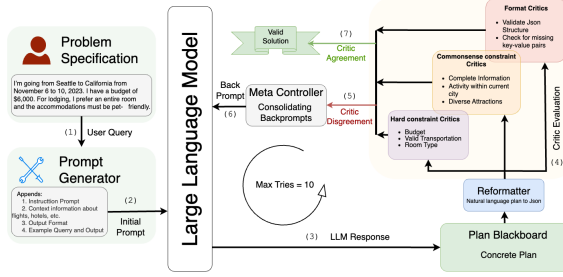 Problem
Specification
I'm going from Seattle to California from
November 6 to 10, 2023. I have a budget of
$6,000. For lodging, I prefer an entire room
and the accommodations must be pet- friendly.
(1)
User Query
Prompt
Generator
Appends:
1. Instruction Prompt
2. Context information about
flights, hotels, etc.
3. Output Format
4. Example Querry and Output
(2)
Initial
Prompt
Large Language Model
Valid
Solution
(7)
Critic
Agreement
Back
Prompt
(6)
Meta Controller
Consolidating
Backprompts
(5)
Critic
Disgreement
Max Tries = 10
(3) LLM Response
Format Critics
• Validate Json
Structure
• Check for missing
key-value pairs
Commonsense constraint
Critics
• Complete Information
• Activity within current
city
• Diverse Attractions
Hard constraint Critics
• Budget
• Valid Transportation
• Room Type
Critic Evaluation
(4)
Reformatter
Natural language plan to Json
Plan Blackboard
Concrete Plan